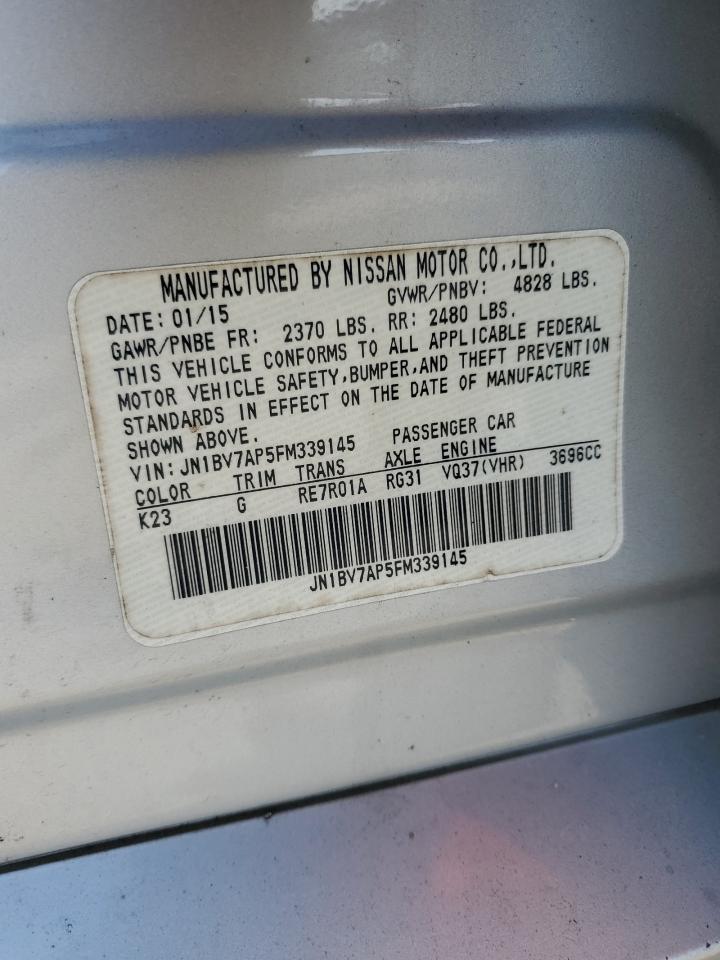 MANUFACTURED BY NISSAN MOTOR CO.,LTD.
DATE: 01/15 GVWR/PNBV: 4828 LBS.
GAWR/PNBE FR: 2370 LBS. RR: 2480 LBS.
THIS VEHICLE CONFORMS TO ALL APPLICABLE FEDERAL
MOTOR VEHICLE SAFETY,BUMPER,AND THEFT PREVENTION
STANDARDS IN EFFECT ON THE DATE OF MANUFACTURE
SHOWN ABOVE.
VIN: JN1BV7AP5FM339145 PASSENGER CAR
COLOR TRIM TRANS AXLE ENGINE
K23 G RE7R01A RG31 VQ37(VHR) 3696CC
JN1BV7AP5FM339145